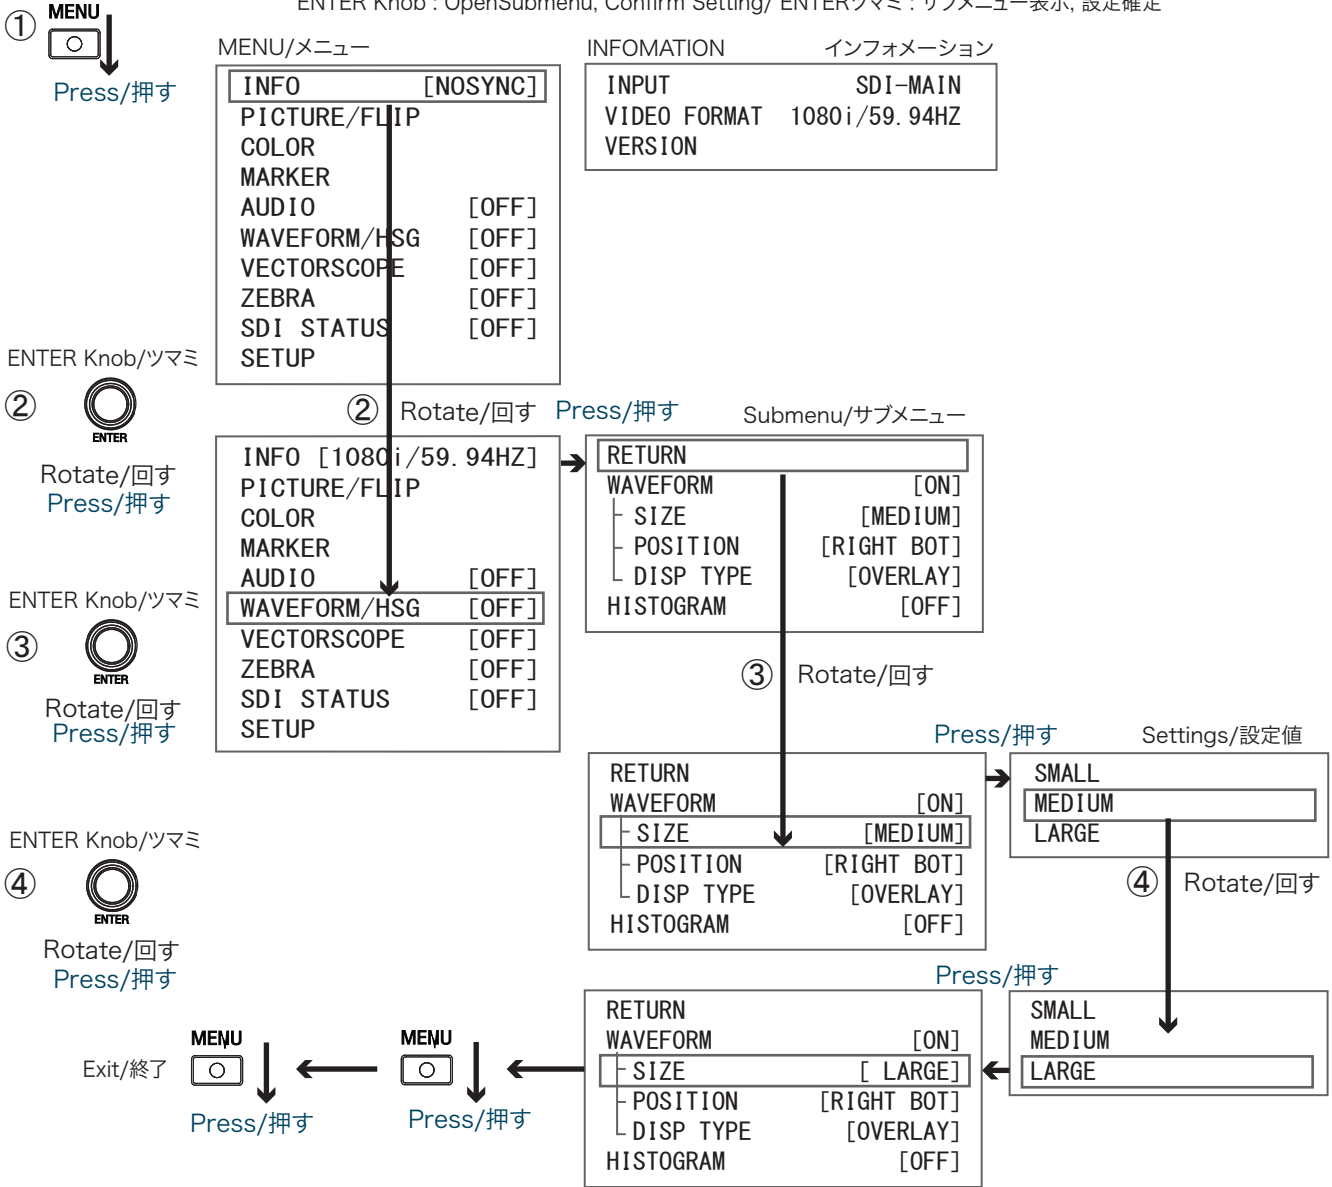 ENTER Knob : OpenSubmenu, Confirm Setting/ ENTERツマミ : サブメニュー表示, 設定確定
① MENU
Press/押す
MENU/メニュー
INFO [NOSYNC]
PICTURE/FLIP
COLOR
MARKER
AUDIO [OFF]
WAVEFORM/HSG [OFF]
VECTORSCOPE [OFF]
ZEBRA [OFF]
SDI STATUS [OFF]
SETUP
INFOMATION インフォメーション
INPUT SDI-MAIN
VIDEO FORMAT 1080i/59.94HZ
VERSION
ENTER Knob/ツマミ
②
ENTER
Rotate/回す
Press/押す
② Rotate/回す
Press/押す
INFO [1080i/59.94HZ]
PICTURE/FLIP
COLOR
MARKER
AUDIO [OFF]
WAVEFORM/HSG [OFF]
VECTORSCOPE [OFF]
ZEBRA [OFF]
SDI STATUS [OFF]
SETUP
Submenu/サブメニュー
RETURN
WAVEFORM [ON]
SIZE [MEDIUM]
POSITION [RIGHT BOT]
DISP TYPE [OVERLAY]
HISTOGRAM [OFF]
ENTER Knob/ツマミ
③
ENTER
Rotate/回す
Press/押す
③ Rotate/回す
RETURN
WAVEFORM [ON]
SIZE [MEDIUM]
POSITION [RIGHT BOT]
DISP TYPE [OVERLAY]
HISTOGRAM [OFF]
Press/押す
Settings/設定値
SMALL
MEDIUM
LARGE
ENTER Knob/ツマミ
④
ENTER
Rotate/回す
Press/押す
④ Rotate/回す
SMALL
MEDIUM
LARGE
Press/押す
RETURN
WAVEFORM [ON]
SIZE [ LARGE]
POSITION [RIGHT BOT]
DISP TYPE [OVERLAY]
HISTOGRAM [OFF]
MENU
Press/押す
MENU
Press/押す
Exit/終了